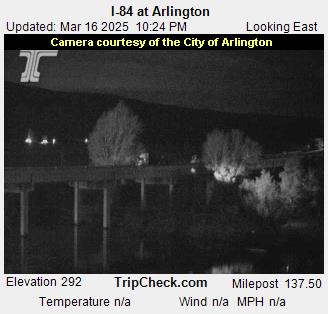 I-84 at Arlington
Updated: Mar 16 2025 10:24 PM Looking East
Camera courtesy of the City of Arlington
Elevation 292 TripCheck.com Milepost 137.50
Temperature n/a Wind n/a MPH n/a